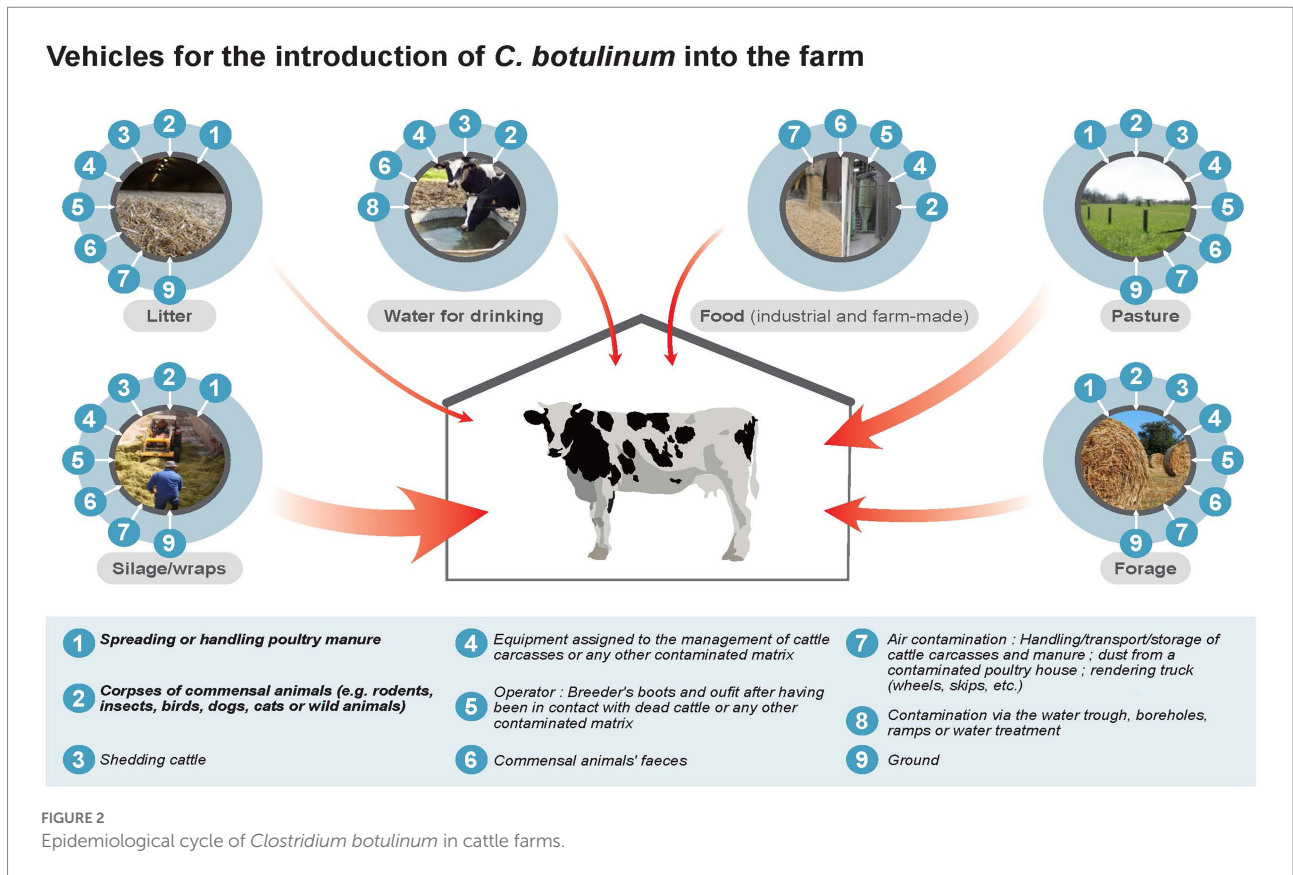 Vehicles for the introduction of C. botulinum into the farm
3 2 1
4
5
6
7
9
Litter
4 3 2
6
8
Water for drinking
7 6 5
4
2
Food (industrial and farm-made)
1 2 3
4
5
6
7
9
Pasture
3 2 1
4
5
6
7
9
Silage/wraps
1 2 3
4
5
6
7
9
Forage
1 Spreading or handling poultry manure
2 Corpses of commensal animals (e.g. rodents,
insects, birds, dogs, cats or wild animals)
3 Shedding cattle
4 Equipment assigned to the management of cattle
carcasses or any other contaminated matrix
5 Operator : Breeder's boots and oufit after having
been in contact with dead cattle or any other
contaminated matrix
6 Commensal animals' faeces
7 Air contamination : Handling/transport/storage of
cattle carcasses and manure ; dust from a
contaminated poultry house ; rendering truck
(wheels, skips, etc.)
8 Contamination via the water trough, boreholes,
ramps or water treatment
9 Ground
FIGURE 2
Epidemiological cycle of Clostridium botulinum in cattle farms.